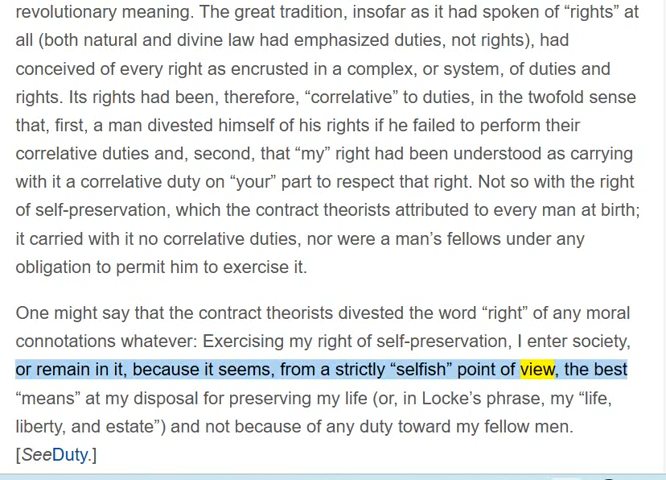 revolutionary meaning. The great tradition, insofar as it had spoken of “rights” at
all (both natural and divine law had emphasized duties, not rights), had
conceived of every right as encrusted in a complex, or system, of duties and
rights. Its rights had been, therefore, “correlative” to duties, in the twofold sense
that, first, a man divested himself of his rights if he failed to perform their
correlative duties and, second, that “my” right had been understood as carrying
with it a correlative duty on “your” part to respect that right. Not so with the right
of self-preservation, which the contract theorists attributed to every man at birth;
it carried with it no correlative duties, nor were a man’s fellows under any
obligation to permit him to exercise it.
One might say that the contract theorists divested the word “right” of any moral
connotations whatever: Exercising my right of self-preservation, I enter society,
or remain in it, because it seems, from a strictly “selfish” point of view, the best
“means” at my disposal for preserving my life (or, in Locke’s phrase, my “life,
liberty, and estate”) and not because of any duty toward my fellow men.
[SeeDuty.]